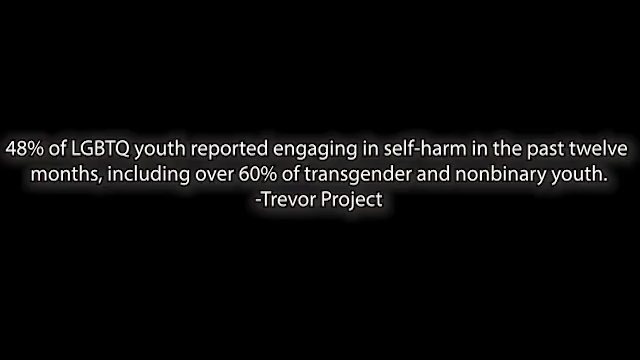 48% of LGBTQ youth reported engaging in self-harm in the past twelve
months, including over 60% of transgender and nonbinary youth.
-Trevor Project